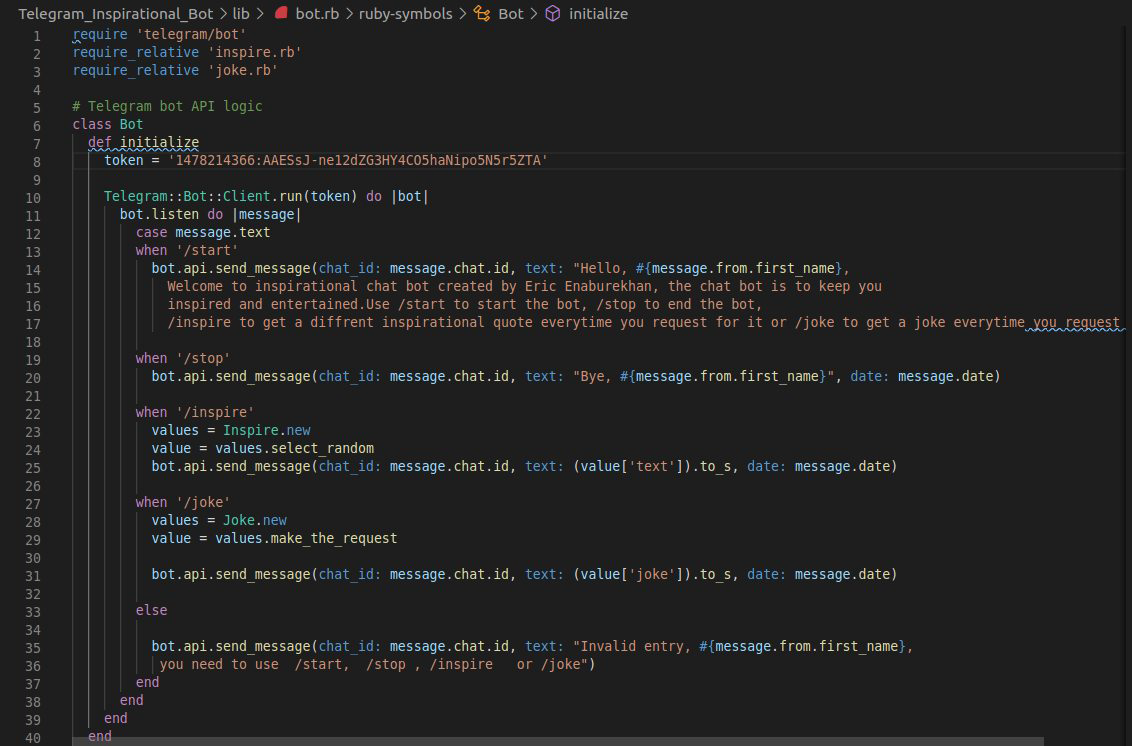 Telegram_Inspirational_Bot > lib > bot.rb > ruby-symbols > Bot > initialize
1 require 'telegram/bot'
2 require_relative 'inspire.rb'
3 require_relative 'joke.rb'
4
5 # Telegram bot API logic
6 class Bot
7 def initialize
8 token = '1478214366:AAESsJ-ne12dZG3HY4CO5haNipo5N5r5ZTA'
9
10 Telegram::Bot::Client.run(token) do |bot|
11 bot.listen do |message|
12 case message.text
13 when '/start'
14 bot.api.send_message(chat_id: message.chat.id, text: "Hello, #{message.from.first_name},
15 Welcome to inspirational chat bot created by Eric Enaburekhan, the chat bot is to keep you
16 inspired and entertained.Use /start to start the bot, /stop to end the bot,
17 /inspire to get a diffrent inspirational quote everytime you request for it or /joke to get a joke everytime you request
18
19 when '/stop'
20 bot.api.send_message(chat_id: message.chat.id, text: "Bye, #{message.from.first_name}", date: message.date)
21
22 when '/inspire'
23 values = Inspire.new
24 value = values.select_random
25 bot.api.send_message(chat_id: message.chat.id, text: (value['text']).to_s, date: message.date)
26
27 when '/joke'
28 values = Joke.new
29 value = values.make_the_request
30
31 bot.api.send_message(chat_id: message.chat.id, text: (value['joke']).to_s, date: message.date)
32
33 else
34
35 bot.api.send_message(chat_id: message.chat.id, text: "Invalid entry, #{message.from.first_name},
36 you need to use  /start,  /stop , /inspire   or /joke")
37 end
38 end
39 end
40 end